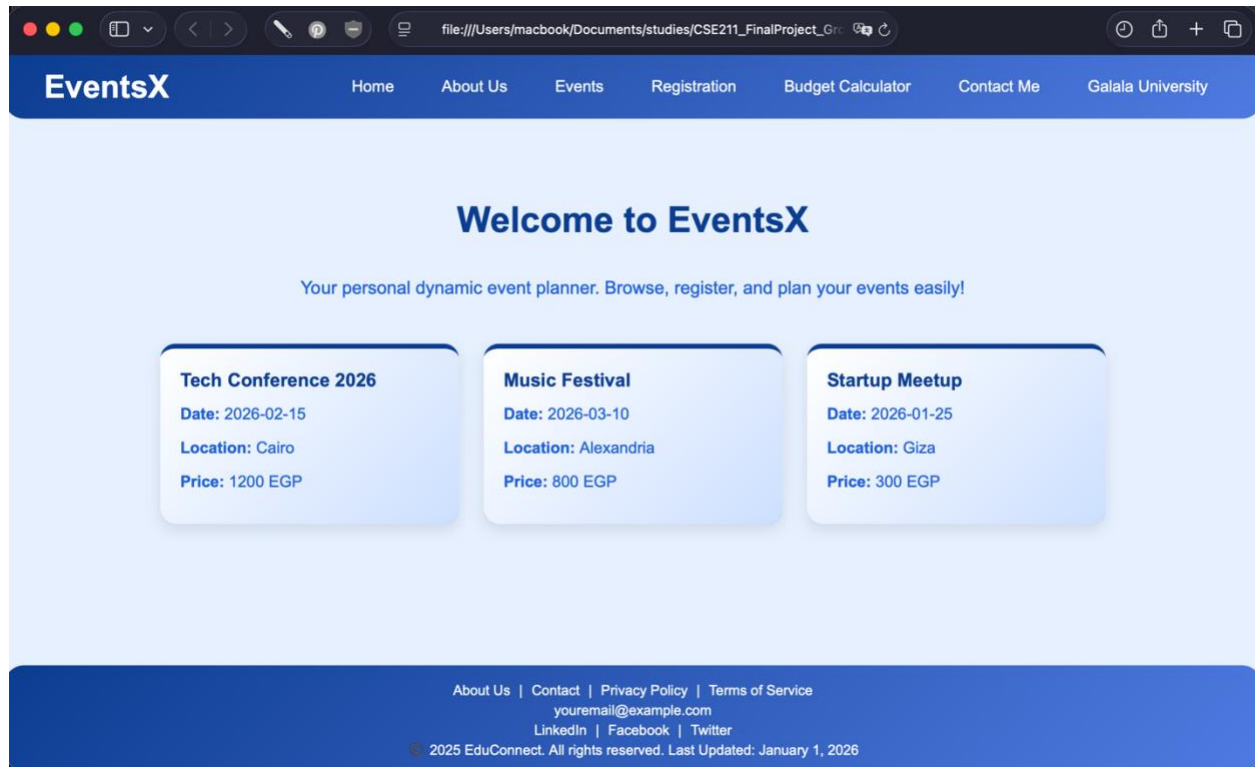 file:///Users/macbook/Documents/studies/CSE211_FinalProject_Gr
EventsX
Home About Us Events Registration Budget Calculator Contact Me Galala University
Welcome to EventsX
Your personal dynamic event planner. Browse, register, and plan your events easily!
Tech Conference 2026
Date: 2026-02-15
Location: Cairo
Price: 1200 EGP
Music Festival
Date: 2026-03-10
Location: Alexandria
Price: 800 EGP
Startup Meetup
Date: 2026-01-25
Location: Giza
Price: 300 EGP
About Us | Contact | Privacy Policy | Terms of Service
youremail@example.com
LinkedIn | Facebook | Twitter
© 2025 EduConnect. All rights reserved. Last Updated: January 1, 2026